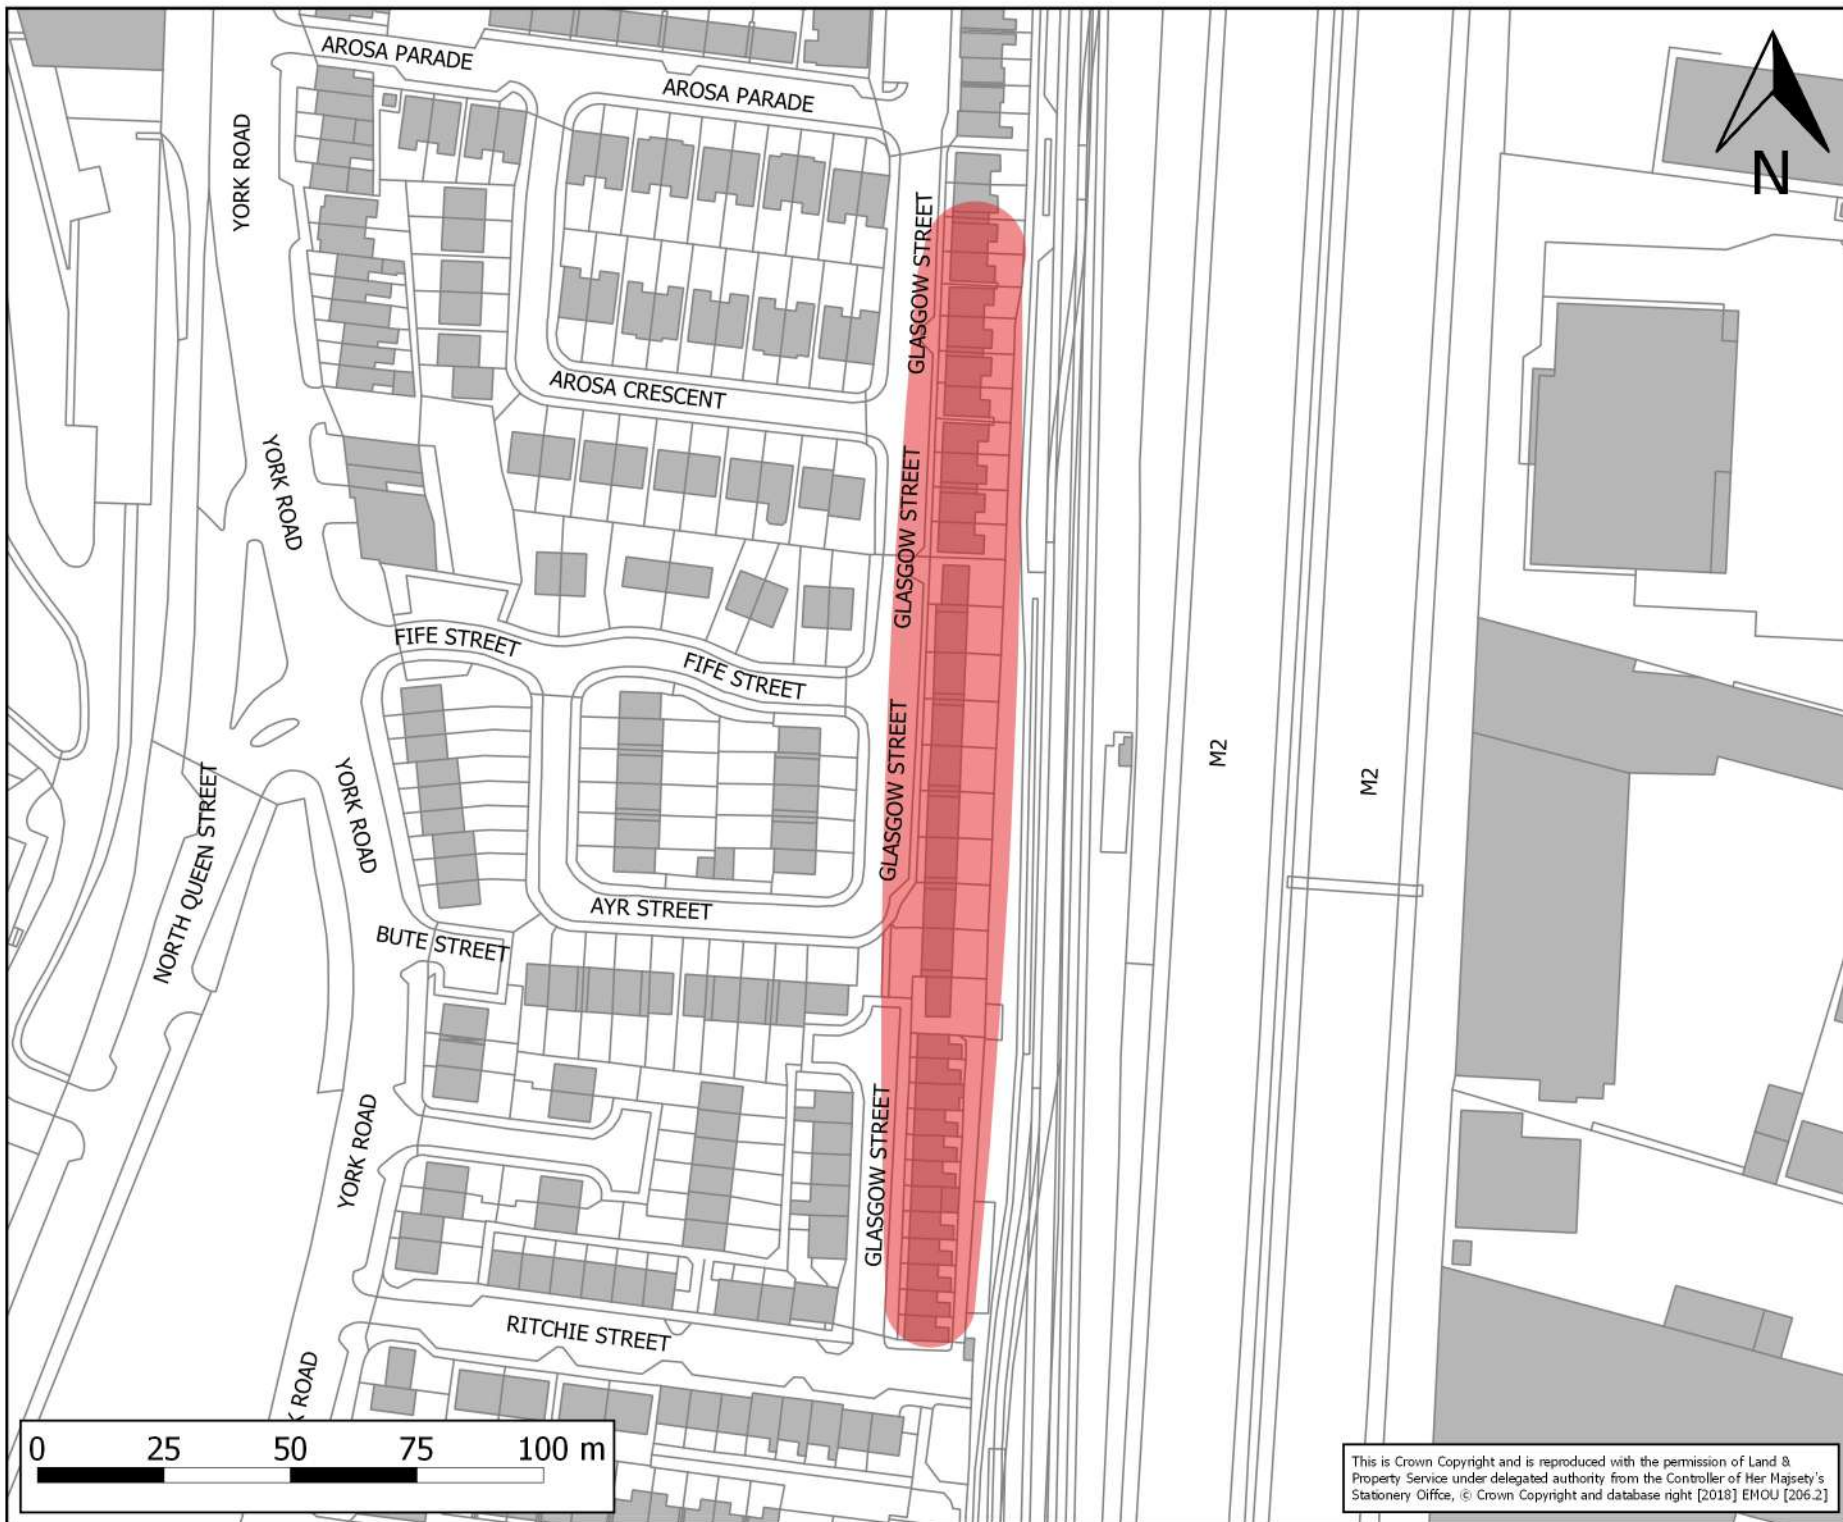 AROSA PARADE
AROSA PARADE
N
YORK ROAD
GLASGOW STREET
AROSA CRESCENT
YORK ROAD
GLASGOW STREET
FIFE STREET
FIFE STREET
GLASGOW STREET
M2
M2
NORTH QUEEN STREET
YORK ROAD
AYR STREET
BUTE STREET
YORK ROAD
GLASGOW STREET
RITCHIE STREET
K ROAD
0 25 50 75 100 m
This is Crown Copyright and is reproduced with the permission of Land &
Property Service under delegated authority from the Controller of Her Majsety's
Stationery Oiffce, © Crown Copyright and database right [2018] EMOU [206.2]